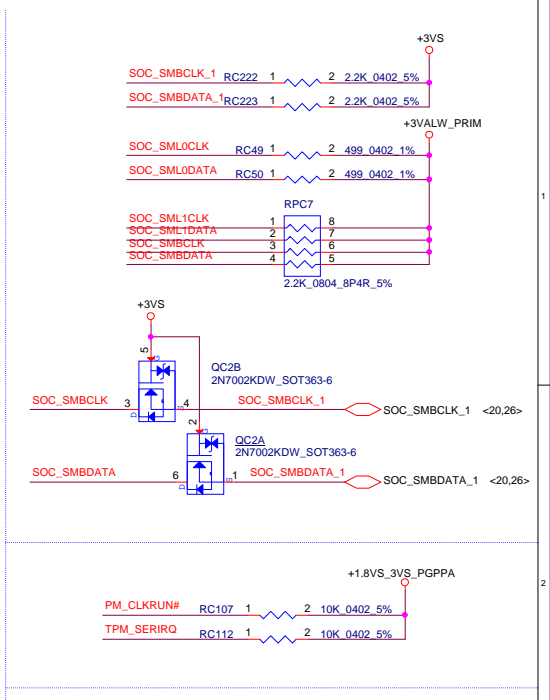 +3VS
SOC_SMBCLK_1 RC222 1 2 2.2K_0402_5%
SOC_SMBDATA_1 RC223 1 2 2.2K_0402_5%
+3VALW_PRIM
SOC_SML0CLK RC49 1 2 499_0402_1%
SOC_SML0DATA RC50 1 2 499_0402_1%
1
RPC7
SOC_SML1CLK 1 8
SOC_SML1DATA 2 7
SOC_SMBCLK 3 6
SOC_SMBDATA 4 5
2.2K_0804_8P4R_5%
+3VS
5 G
QC2B
2N7002KDW_SOT363-6
SOC_SMBCLK 3 D S 4 SOC_SMBCLK_1 SOC_SMBCLK_1 <20,26>
2 G
QC2A
2N7002KDW_SOT363-6
SOC_SMBDATA 6 D S 1 SOC_SMBDATA_1 SOC_SMBDATA_1 <20,26>
+1.8VS_3VS_PGPPA
2
PM_CLKRUN# RC107 1 2 10K_0402_5%
TPM_SERIRQ RC112 1 2 10K_0402_5%